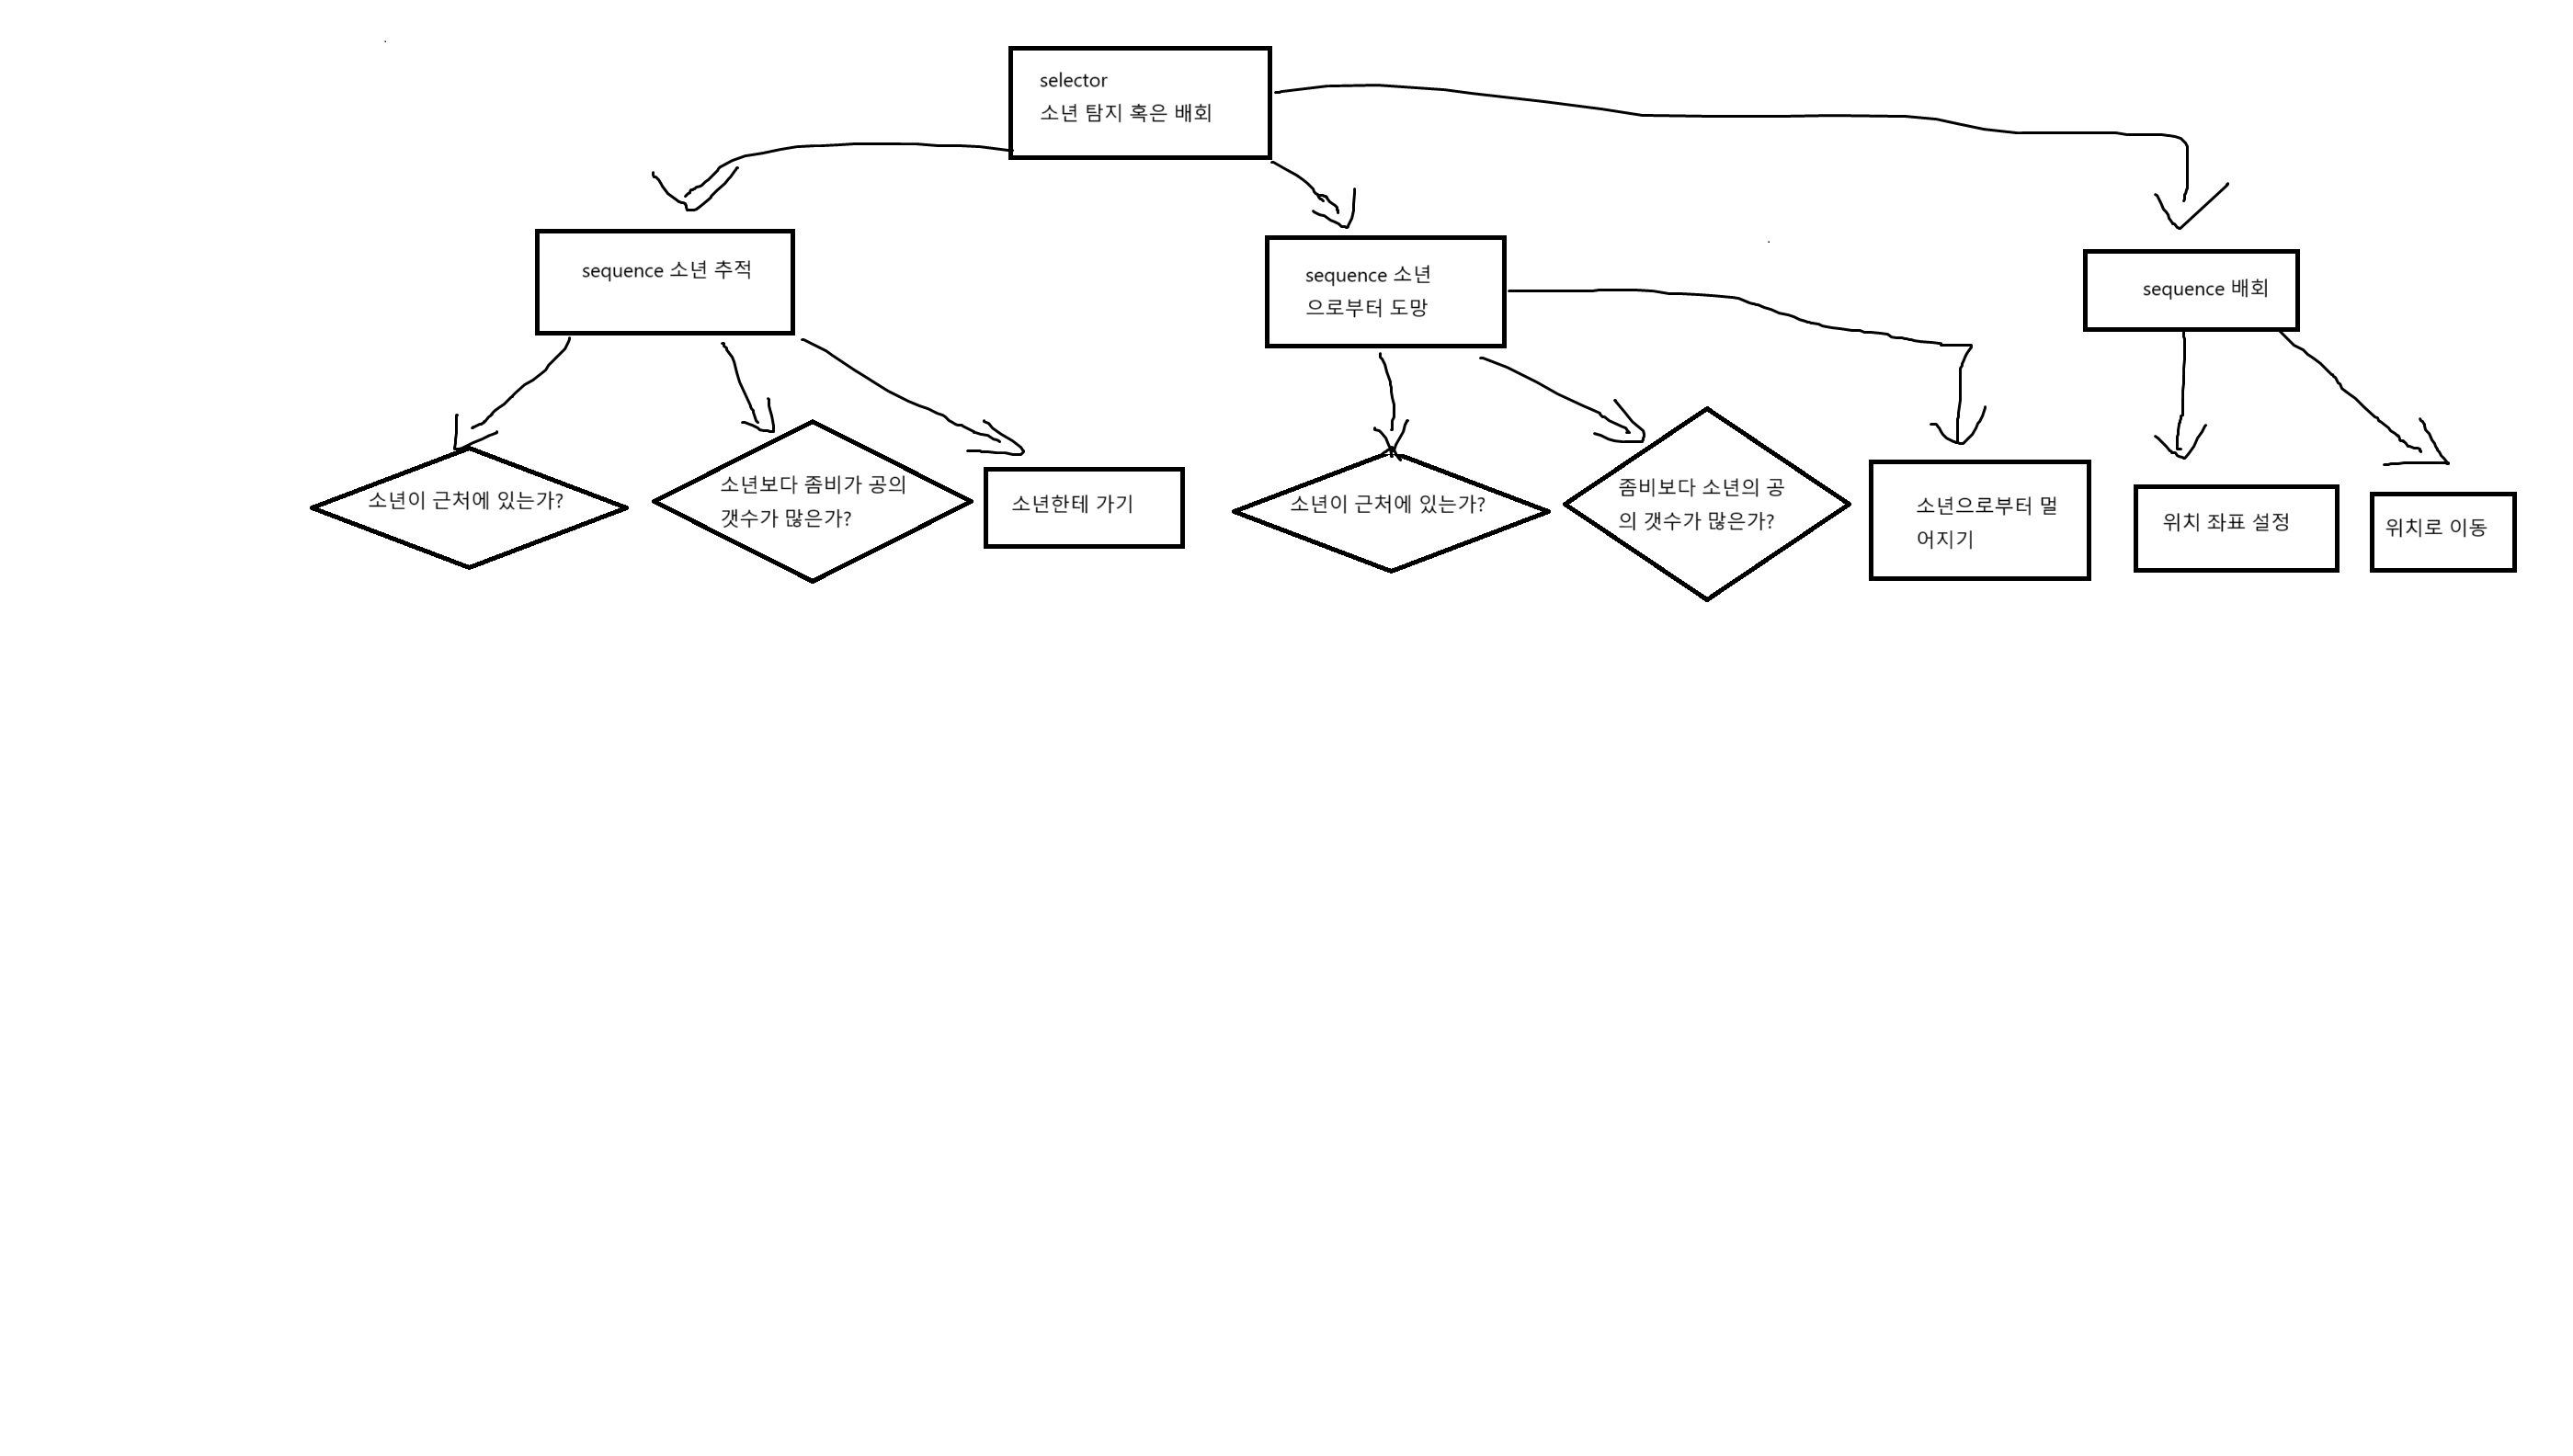 selector
소년 탐지 혹은 배회
sequence 소년 추적
sequence 소년
으로부터 도망
sequence 배회
소년이 근처에 있는가?
소년보다 좀비가 공의
갯수가 많은가?
소년한테 가기
소년이 근처에 있는가?
좀비보다 소년의 공
의 갯수가 많은가?
소년으로부터 멀
어지기
위치 좌표 설정
위치로 이동